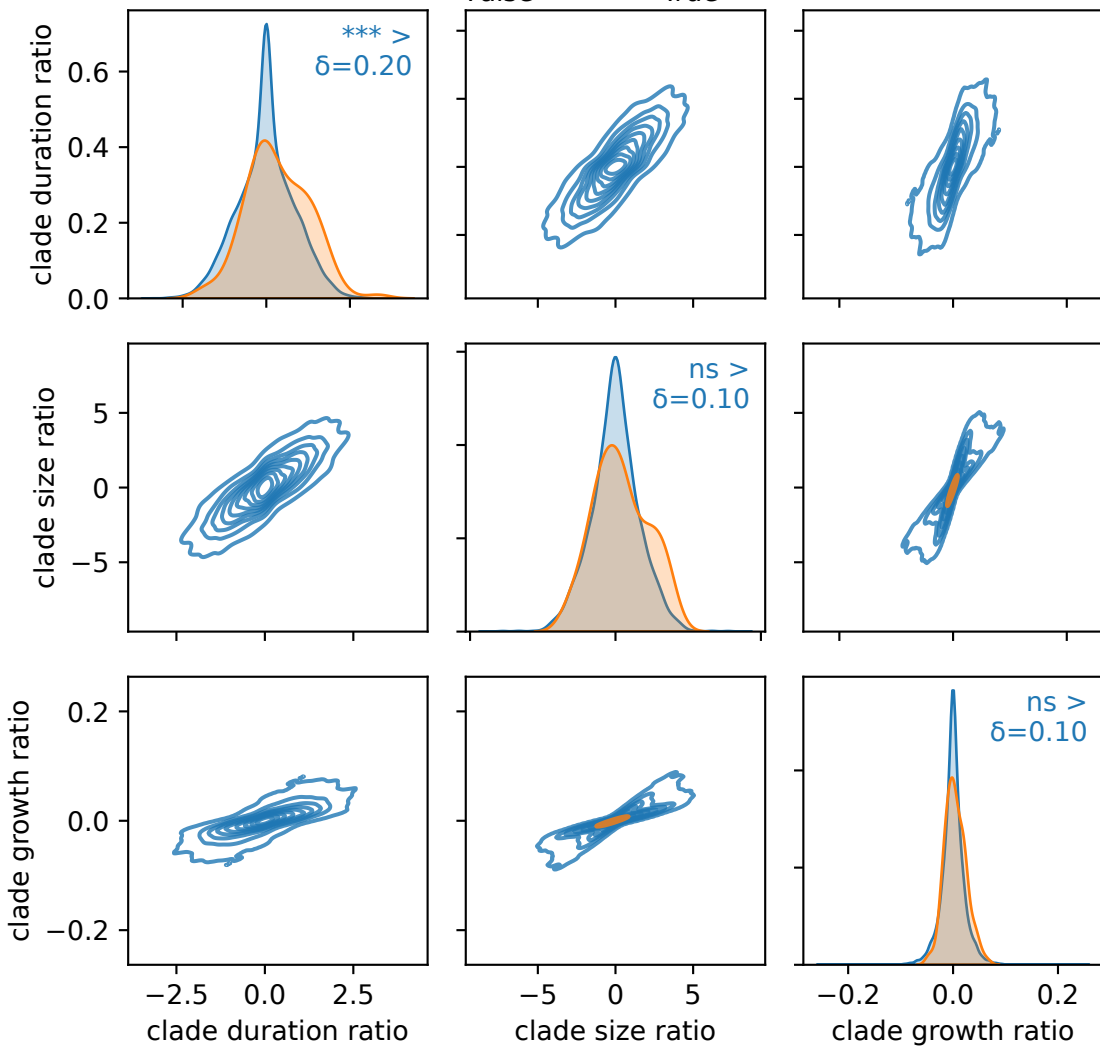 *** >
δ=0.20
clade duration ratio
0.6
0.4
0.2
0.0
ns >
δ=0.10
clade size ratio
5
0
−5
ns >
δ=0.10
clade growth ratio
0.2
0.0
−0.2
−2.5 0.0 2.5 −5 0 5 −0.2 0.0 0.2
clade duration ratio clade size ratio clade growth ratio